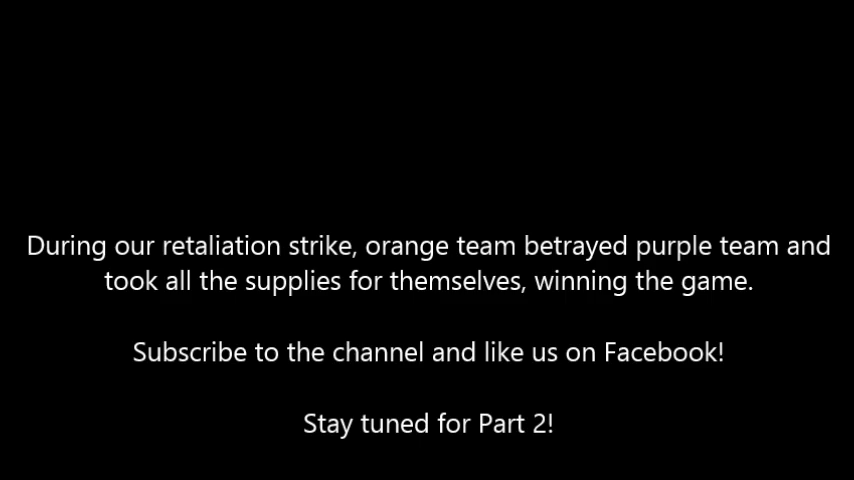 During our retaliation strike, orange team betrayed purple team and
took all the supplies for themselves, winning the game.
Subscribe to the channel and like us on Facebook!
Stay tuned for Part 2!